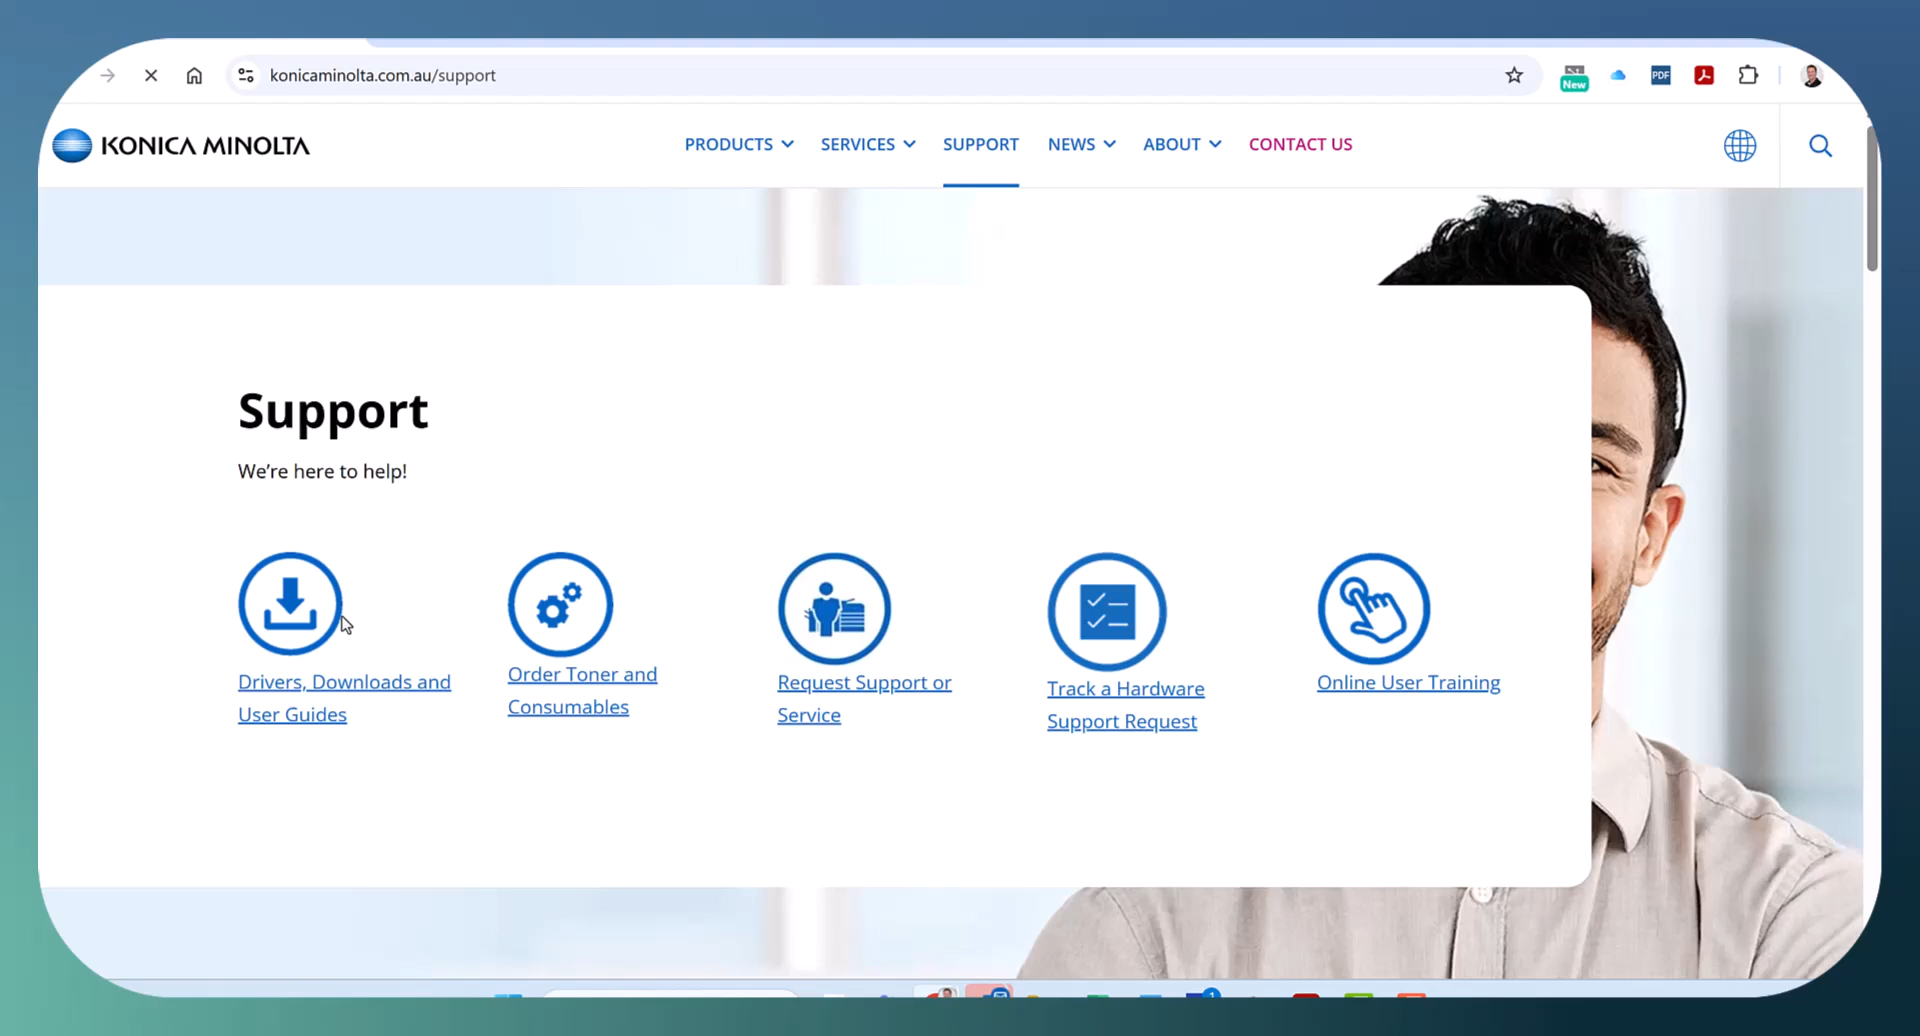 konicaminolta.com.au/support
New
PDF
KONICA MINOLTA
PRODUCTS
SERVICES
SUPPORT
NEWS
ABOUT
CONTACT US
Support
We’re here to help!
Drivers, Downloads and
User Guides
Order Toner and
Consumables
Request Support or
Service
Track a Hardware
Support Request
Online User Training
1